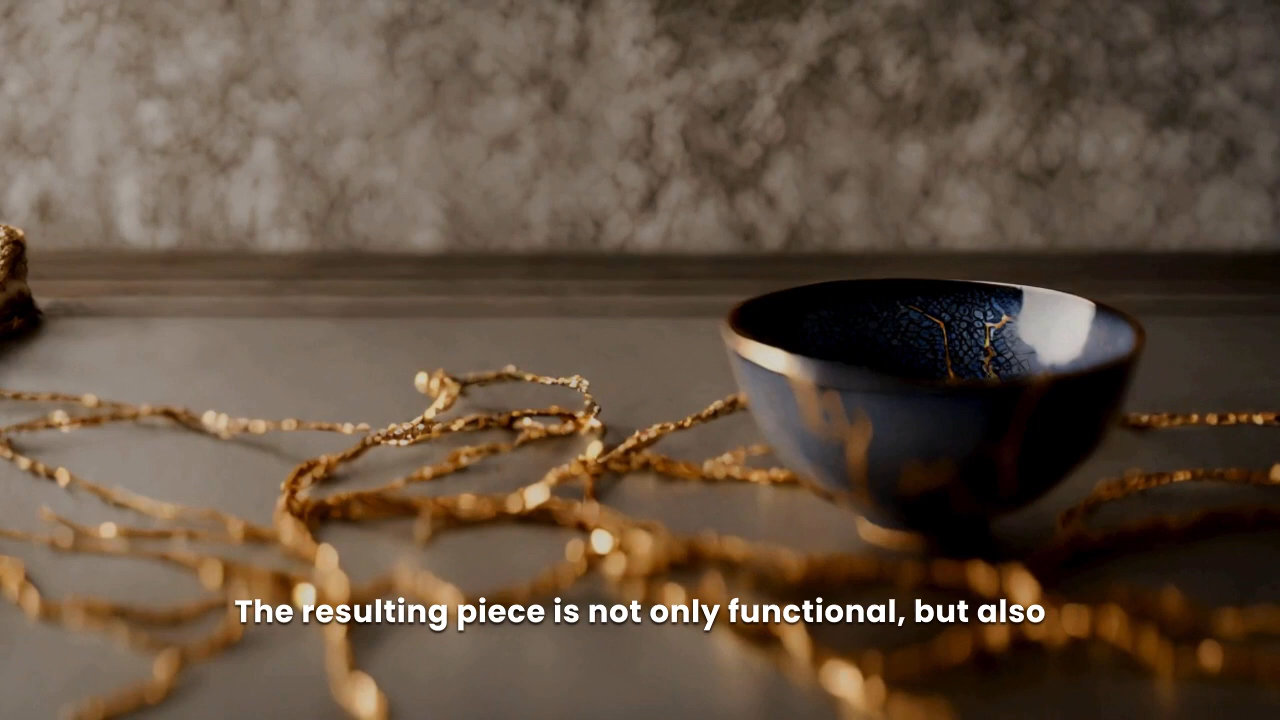 The resulting piece is not only functional, but also